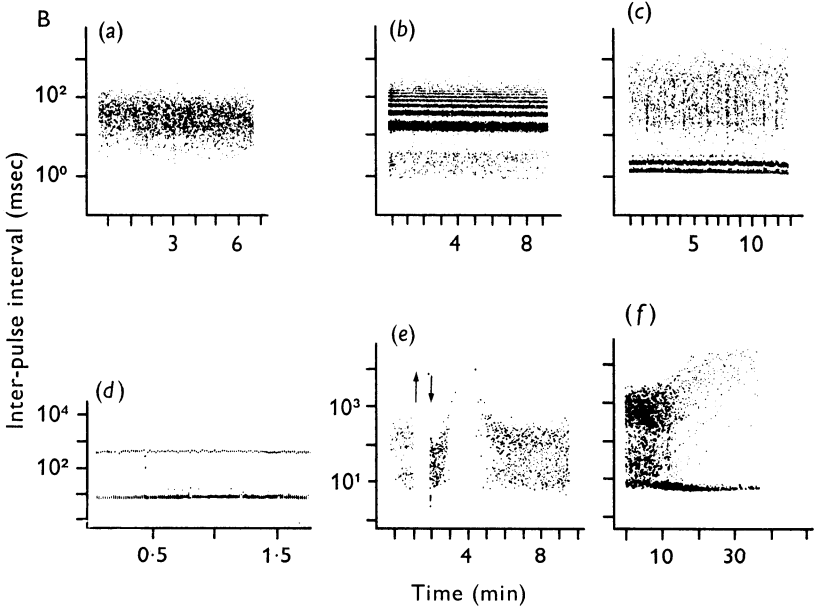 B
(a)
10²
10⁰
3 6
(b)
4 8
(c)
5 10
Inter-pulse interval (msec)
(d)
10⁴
10²
0·5 1·5
(e)
10³
10¹
4 8
(f)
10 30
Time (min)